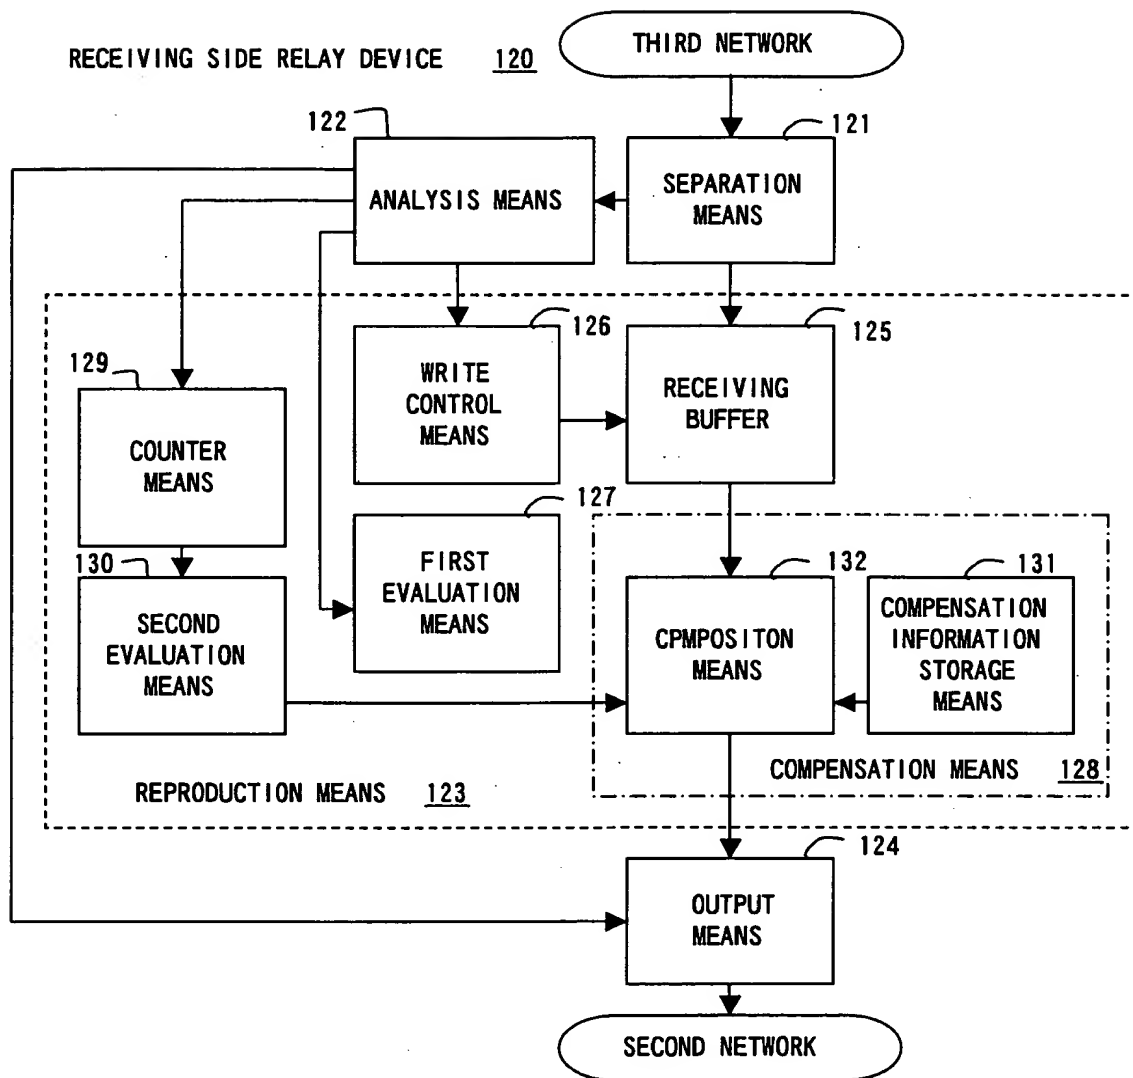 RECEIVING SIDE RELAY DEVICE 120
THIRD NETWORK
122
121
ANALYSIS MEANS
SEPARATION
MEANS
126
125
WRITE
CONTROL
MEANS
RECEIVING
BUFFER
129
COUNTER
MEANS
127
FIRST
EVALUATION
MEANS
130
SECOND
EVALUATION
MEANS
132
CPMPOSITON
MEANS
131
COMPENSATION
INFORMATION
STORAGE
MEANS
COMPENSATION MEANS 128
REPRODUCTION MEANS 123
124
OUTPUT
MEANS
SECOND NETWORK